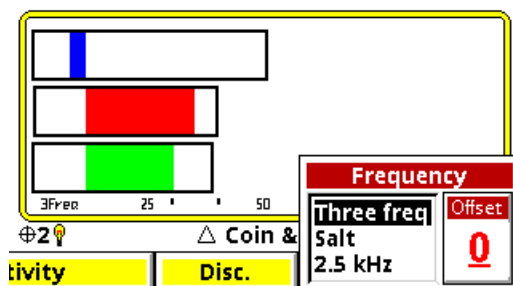 3Freq 25 50
Frequency
Three freq
Salt
2.5 kHz
Offset
0
⊕2
△ Coin &
tivity
Disc.